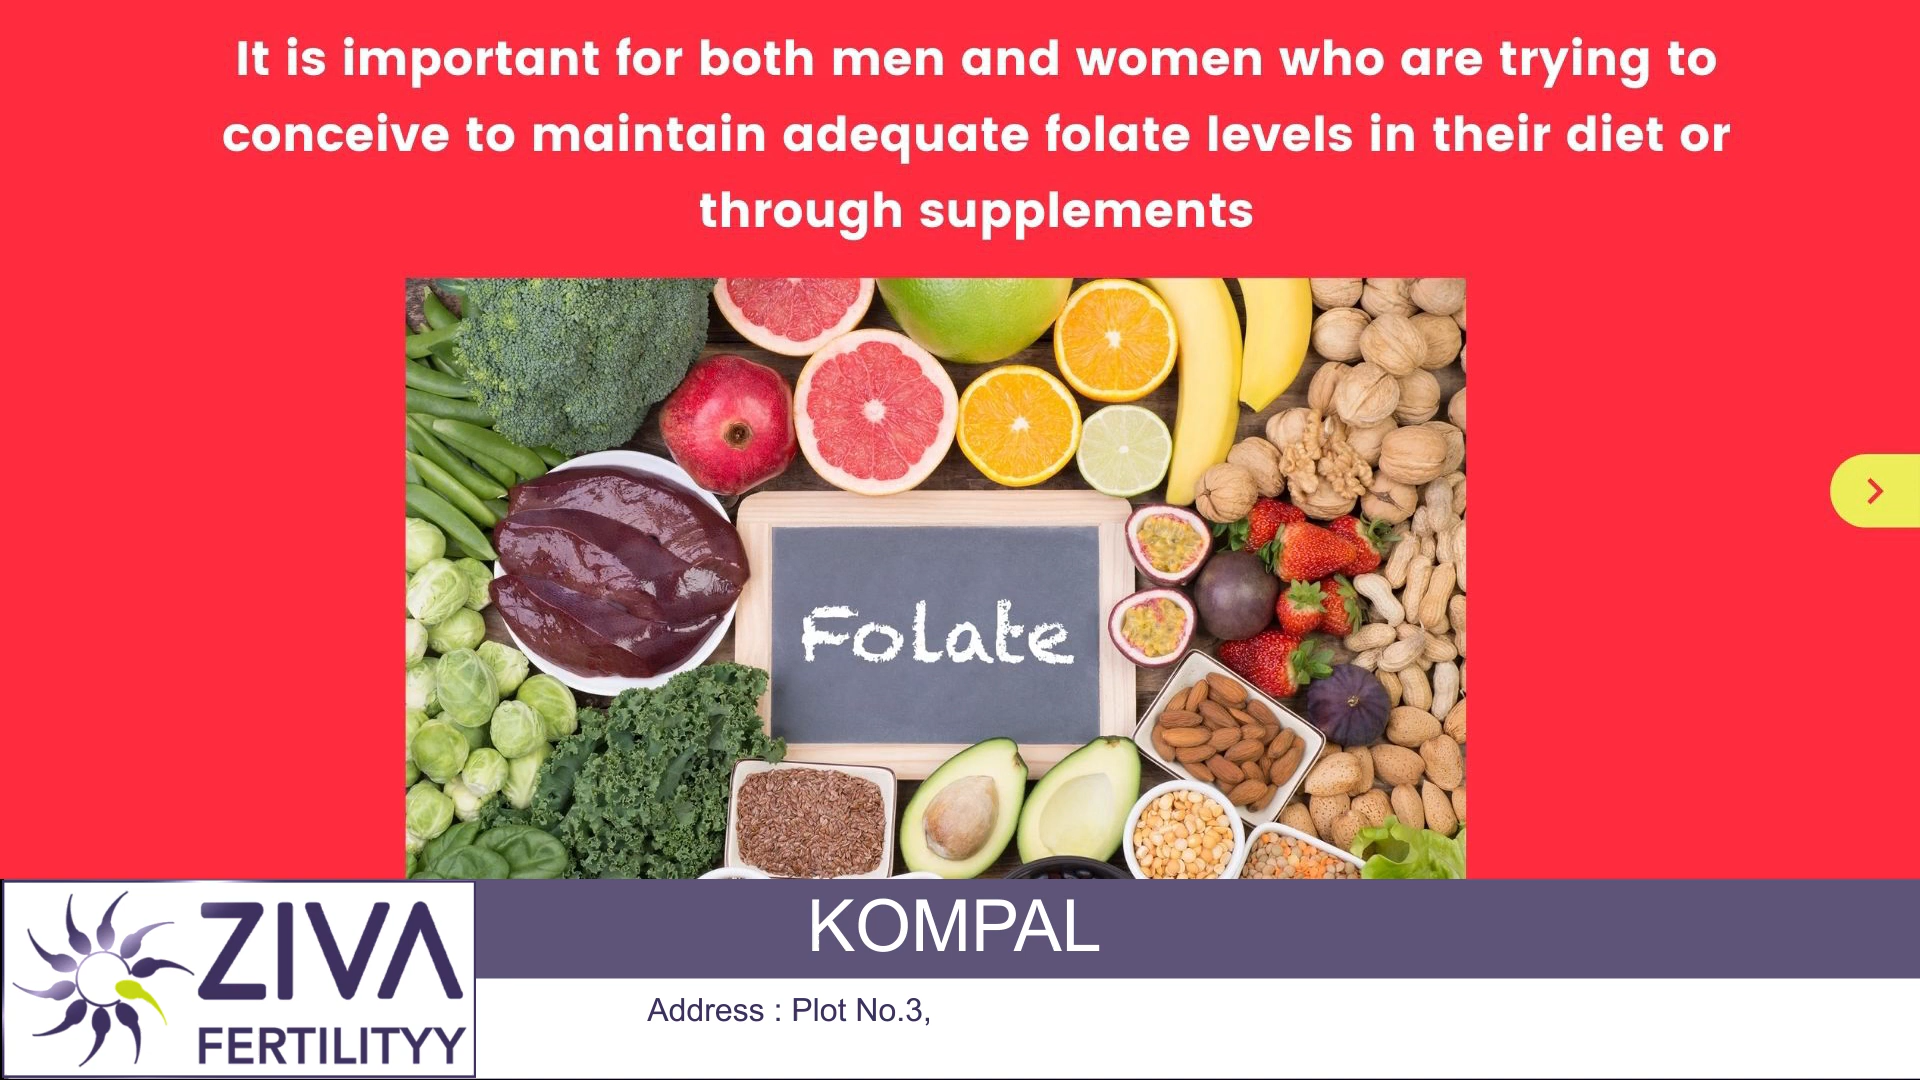 It is important for both men and women who are trying to
conceive to maintain adequate folate levels in their diet or
through supplements
Folate
ZIVA
FERTILITYY
KOMPAL
Address : Plot No.3,